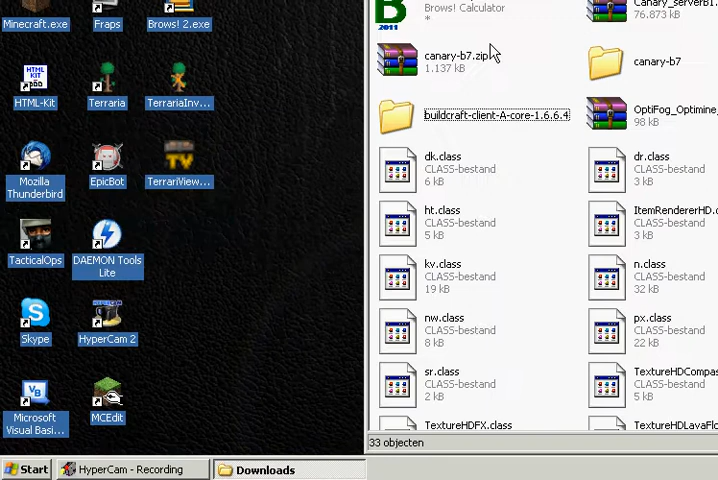 Minecraft.exe
Fraps
Brows! 2.exe
HTML
KIT
HTML-Kit
Terraria
TerrariaInv...
Mozilla
Thunderbird
EpicBot
TV
TerrariView...
TacticalOps
DAEMON Tools
Lite
Skype
HYPERCAM
HyperCam 2
VB
Microsoft
Visual Basi...
MCEdit
B
2011
Brows! Calculator
*
Canary_serverB1.
76.873 kB
canary-b7.zip
1.137 kB
canary-b7
buildcraft-client-A-core-1.6.6.4
OptiFog_Optimine_
98 kB
dk.class
CLASS-bestand
6 kB
dr.class
CLASS-bestand
3 kB
ht.class
CLASS-bestand
5 kB
ItemRendererHD.c
CLASS-bestand
3 kB
kv.class
CLASS-bestand
19 kB
n.class
CLASS-bestand
32 kB
nw.class
CLASS-bestand
8 kB
px.class
CLASS-bestand
22 kB
sr.class
CLASS-bestand
2 kB
TextureHDCompas
CLASS-bestand
5 kB
TextureHDFX.class
TextureHDLavaFlo
33 objecten
Start
HyperCam - Recording
Downloads